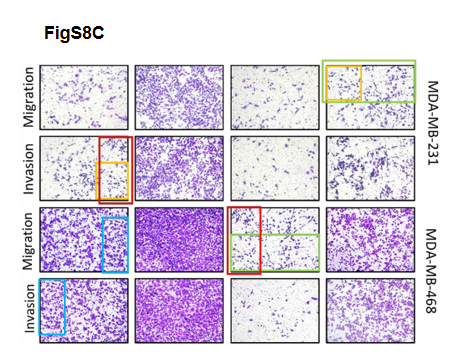 FigS8C
Migration
Invasion
MDA-MB-231
Migration
Invasion
MDA-MB-468